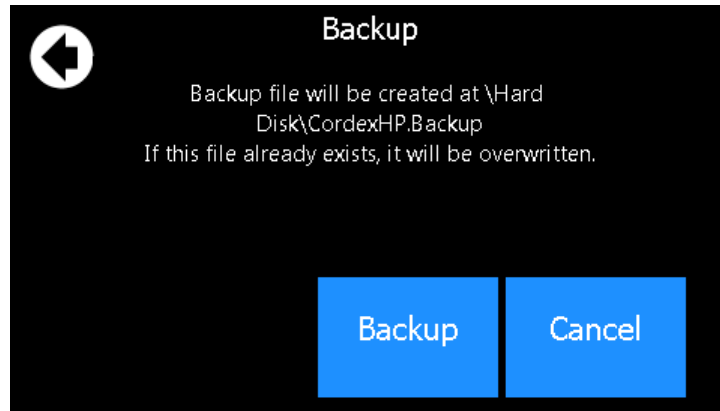 Backup
Backup file will be created at \Hard
Disk\CordexHP.Backup
If this file already exists, it will be overwritten.
Backup
Cancel